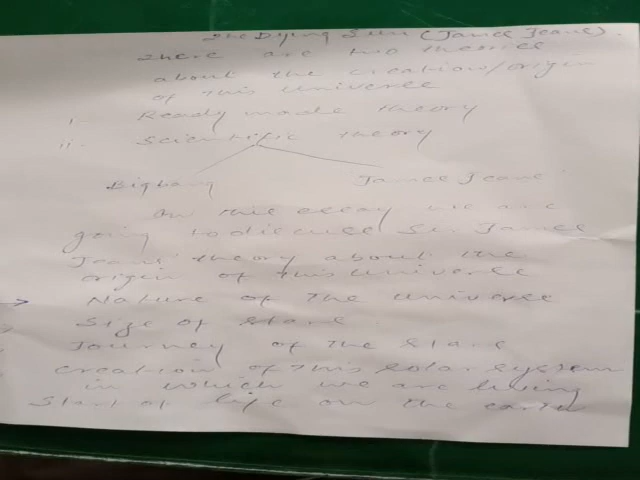 The Dying Sun (James Jeans).
There are two theories
about the creation/origin
of this universe
i- Ready made theory
ii. Scientific theory
Bigbang James Jeans'
In this essay we are
going to discuss Sir James
Jeans' theory about the
origin of this universe
→ Nature of the universe
Size of stars.
Journey of the stars
creation of this solar system
in which we are living
Start of life on the earth